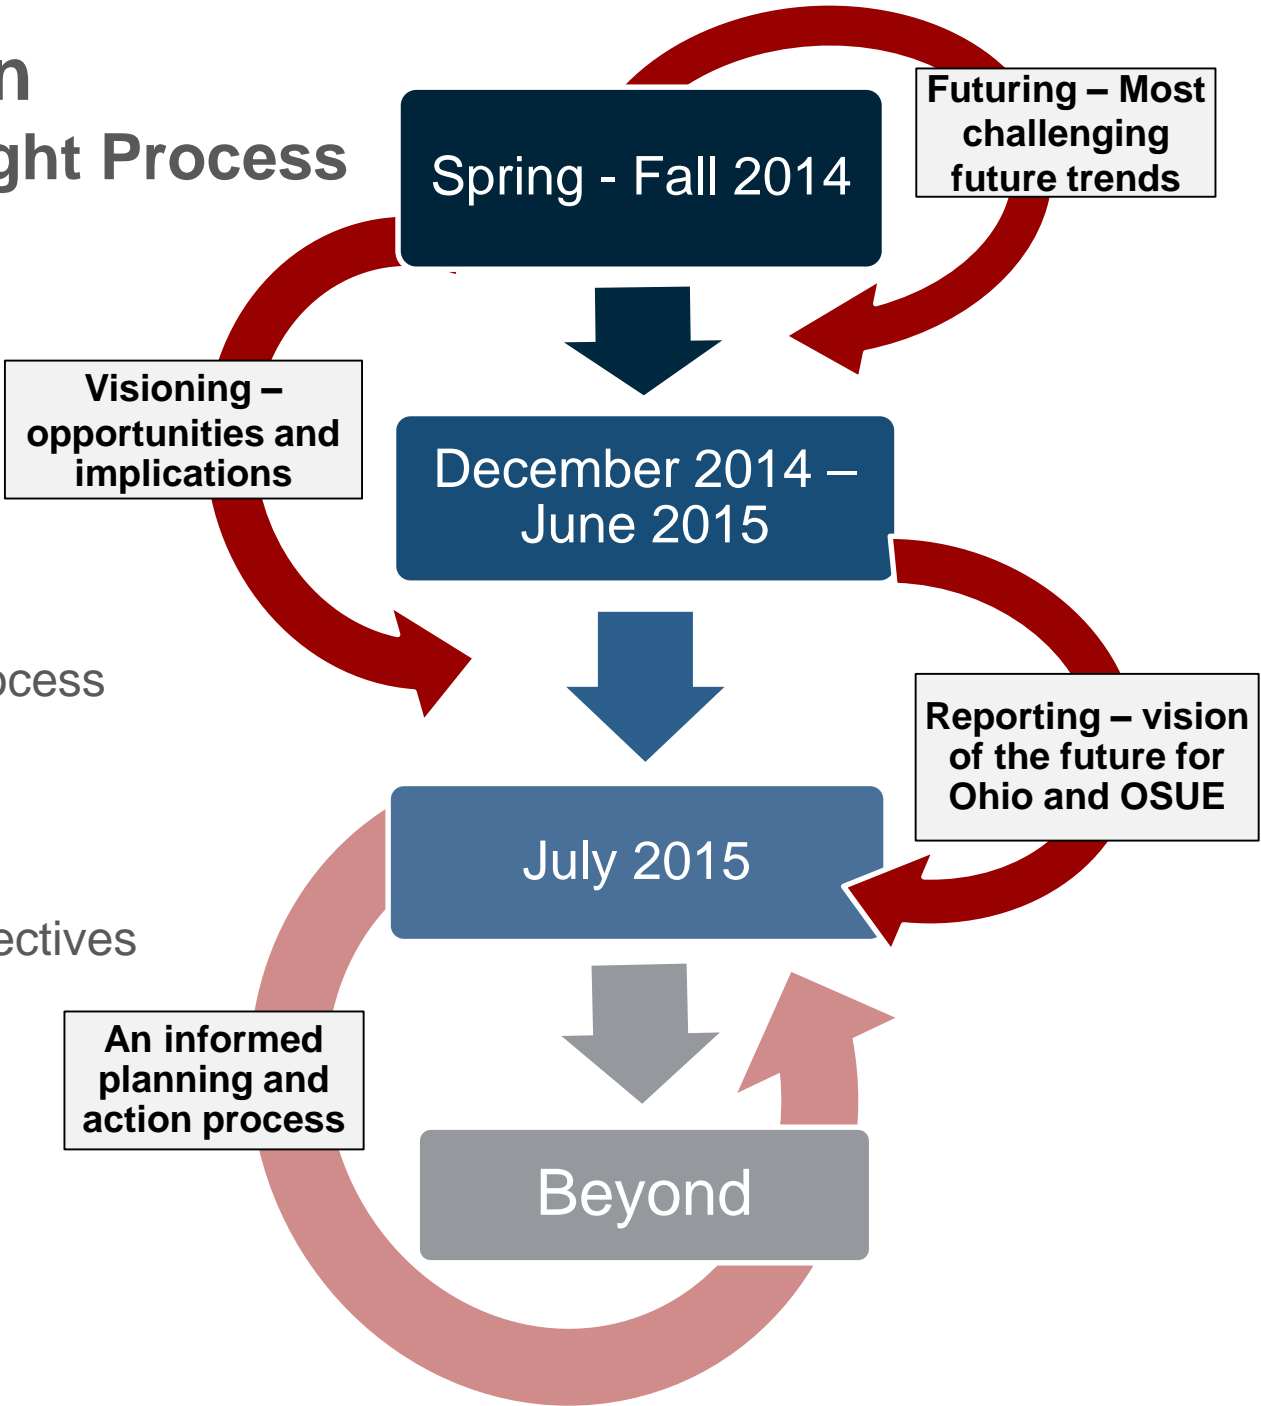 n
ght Process
Spring - Fall 2014
Futuring – Most
challenging
future trends
Visioning –
opportunities and
implications
December 2014 –
June 2015
ocess
Reporting – vision
of the future for
Ohio and OSUE
July 2015
ectives
An informed
planning and
action process
Beyond